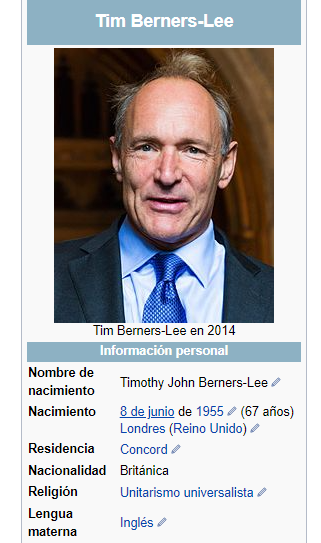 Tim Berners-Lee
Tim Berners-Lee en 2014
Información personal
Nombre de nacimiento
Timothy John Berners-Lee
Nacimiento
8 de junio de 1955 (67 años)
Londres (Reino Unido)
Residencia
Concord
Nacionalidad
Británica
Religión
Unitarismo universalista
Lengua materna
Inglés